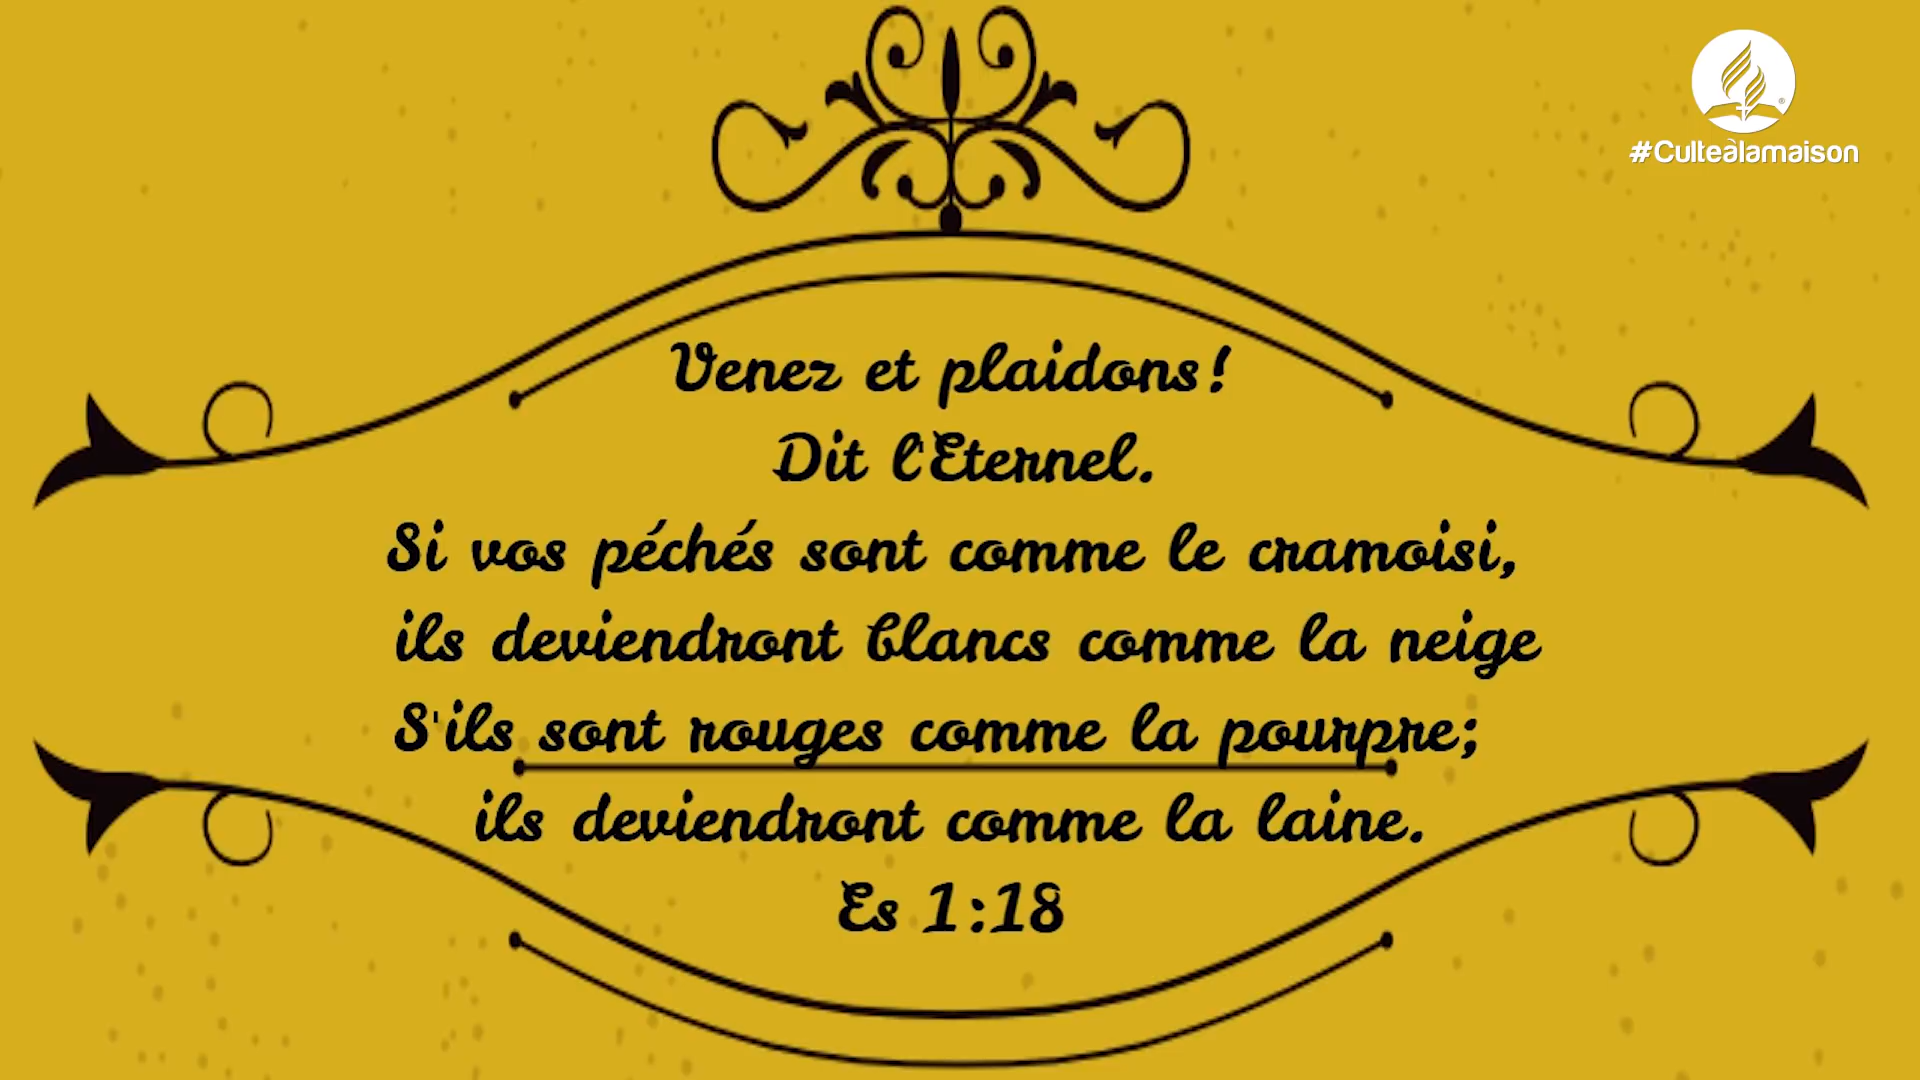 #Culteàlamaison
Venez et plaidons!
Dit l'Eternel.
Si vos péchés sont comme le cramoisi,
ils deviendront blancs comme la neige
S'ils sont rouges comme la pourpre;
ils deviendront comme la laine.
Es 1:18